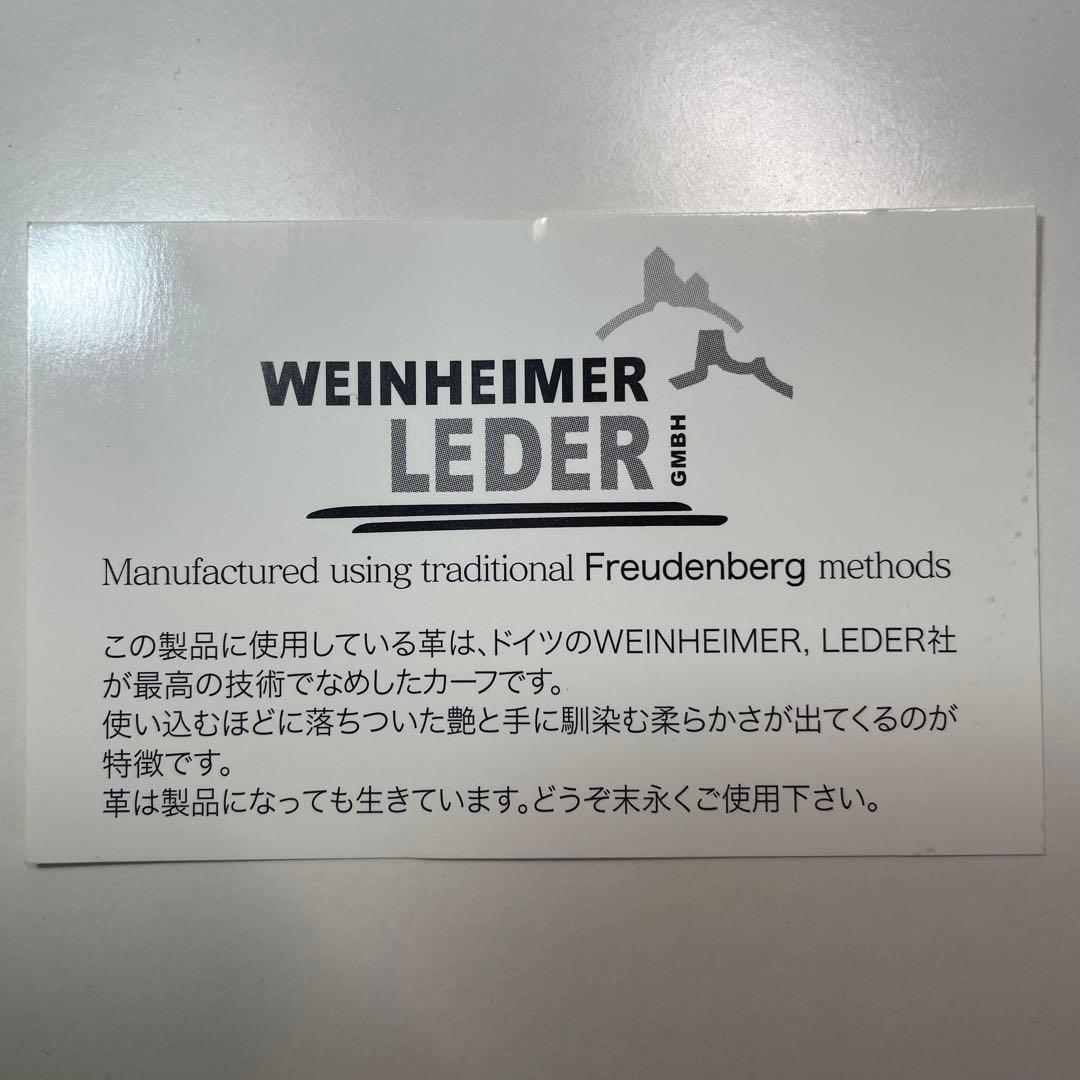 WEINHEIMER
LEDER
GMBH
Manufactured using traditional Freudenberg methods
この製品に使用している革は、ドイツのWEINHEIMER, LEDER社
が最高の技術でなめしたカーフです。
使い込むほどに落ちついた艶と手に馴染む柔らかさが出てくるのが
特徴です。
革は製品になっても生きています。どうぞ末永くご使用下さい。